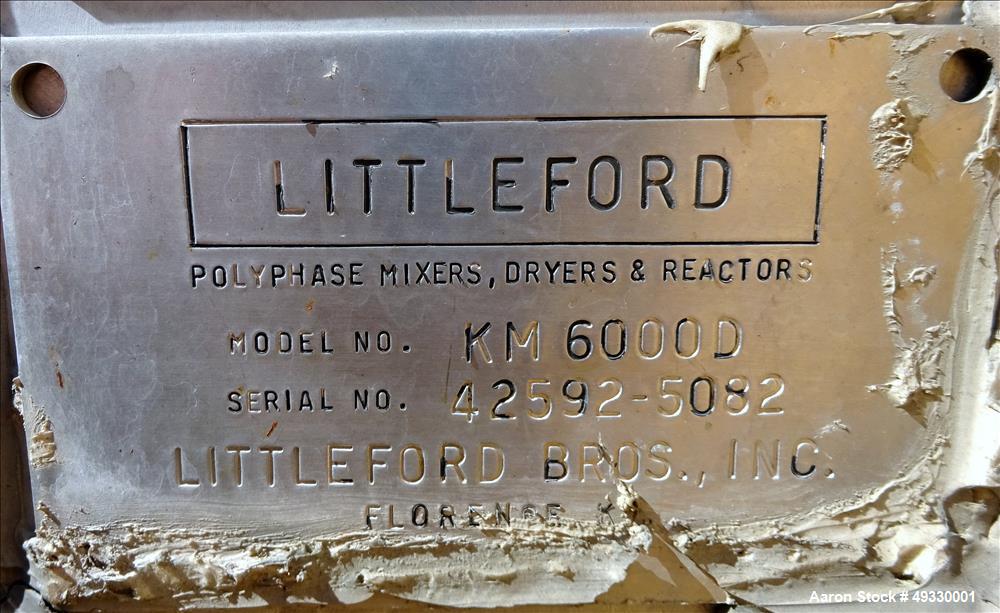 LITTLEFORD
POLYPHASE MIXERS, DRYERS & REACTORS
MODEL NO. KM 6000D
SERIAL NO. 42592-5082
LITTLEFORD BROS., INC.
FLORENCE
Aaron Stock # 49330001